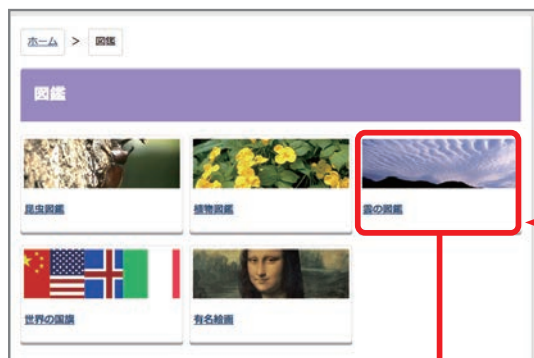 ホーム > 図鑑
図鑑
昆虫図鑑
植物図鑑
雲の図鑑
世界の国旗
有名絵画